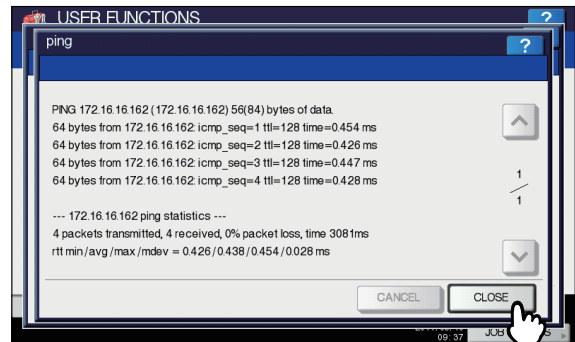 USER FUNCTIONS
?
ping
?
PING 172.16.16.162 (172.16.16.162) 56(84) bytes of data.
64 bytes from 172.16.16.162: icmp_seq=1 ttl=128 time=0.454 ms
64 bytes from 172.16.16.162: icmp_seq=2 ttl=128 time=0.426 ms
64 bytes from 172.16.16.162: icmp_seq=3 ttl=128 time=0.447 ms
64 bytes from 172.16.16.162: icmp_seq=4 ttl=128 time=0.428 ms
1
1
--- 172.16.16.162 ping statistics ---
4 packets transmitted, 4 received, 0% packet loss, time 3081ms
rtt min/avg/max/mdev = 0.426/0.438/0.454/0.028 ms
CANCEL
CLOSE
09:37
JOB